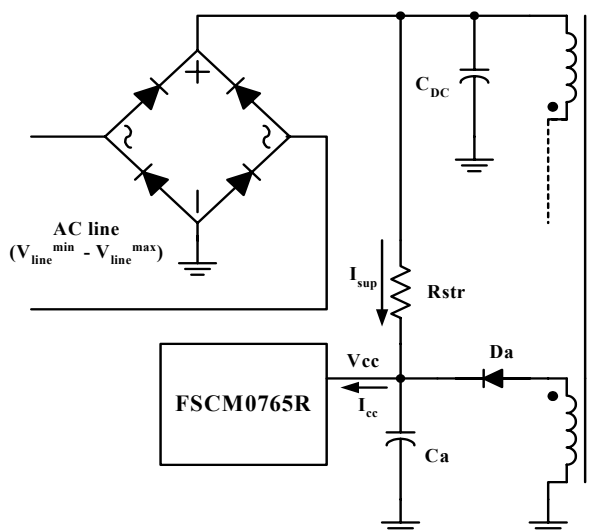 C_DC
AC line
(V_line^min - V_line^max)
I_sup
Rstr
Da
Vcc
FSCM0765R
I_cc
Ca